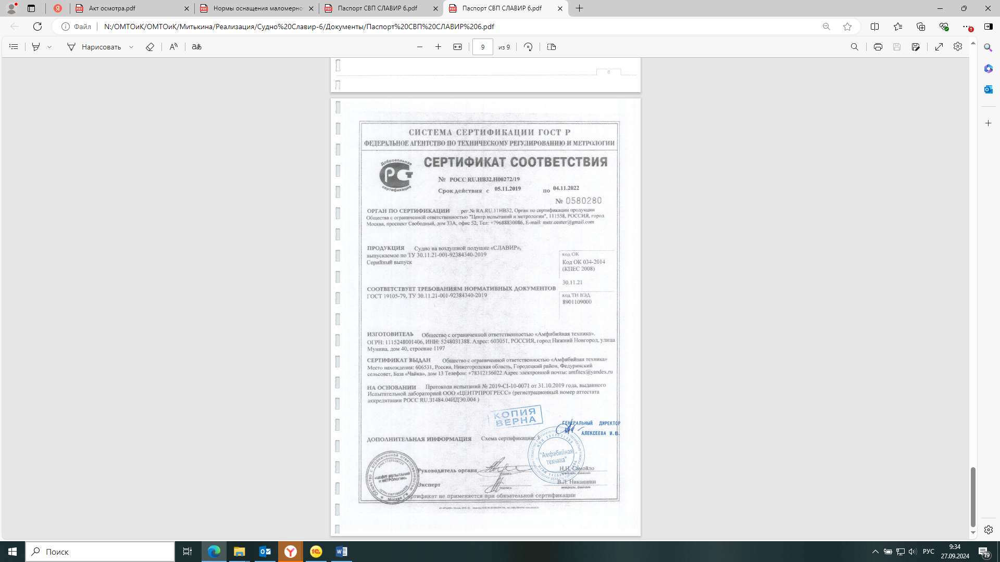 Акт осмотра.pdf
Нормы оснащения маломерно
Паспорт СВП СЛАВИР 6.pdf
Паспорт СВП СЛАВИР 6.pdf
Файл
N:/ОМТОиК/ОМТОиК/Митькина/Реализация/Судно%20Славир-6/Документы/Паспорт%20СВП%20СЛАВИР%206.pdf
Нарисовать
9
из 9
8
СИСТЕМА СЕРТИФИКАЦИИ ГОСТ Р
ФЕДЕРАЛЬНОЕ АГЕНТСТВО ПО ТЕХНИЧЕСКОМУ РЕГУЛИРОВАНИЮ И МЕТРОЛОГИИ
Добровольная
сертификация
СЕРТИФИКАТ СООТВЕТСТВИЯ
№ РОСС RU.НВ32.Н00272/19
Срок действия с 05.11.2019 по 04.11.2022
№ 0580280
ОРГАН ПО СЕРТИФИКАЦИИ рег.№ RA.RU.11НВ32, Орган по сертификации продукции
Общества с ограниченной ответственностью "Центр испытаний и метрологии", 111558, РОССИЯ, город
Москва, проспект Свободный, дом 33А, офис 52, Тел: +79688830086, E-mail: metr.center@gmail.com
ПРОДУКЦИЯ Судно на воздушной подушке «СЛАВИР»,
выпускаемое по ТУ 30.11.21-001-92384340-2019
Серийный выпуск
код ОК
Код ОК 034-2014
(КПЕС 2008)
30.11.21
СООТВЕТСТВУЕТ ТРЕБОВАНИЯМ НОРМАТИВНЫХ ДОКУМЕНТОВ
ГОСТ 19105-79, ТУ 30.11.21-001-92384340-2019
код ТН ВЭД
8901109000
ИЗГОТОВИТЕЛЬ Общество с ограниченной ответственностью «Амфибийная техника».
ОГРН: 1115248001406, ИНН: 5248031388. Адрес: 603051, РОССИЯ, город Нижний Новгород, улица
Мунина, дом 40, строение 1197
СЕРТИФИКАТ ВЫДАН Общество с ограниченной ответственностью «Амфибийная техника»
Место нахождения: 606531, Россия, Нижегородская область, Городецкий район, Федуринский
сельсовет, База «Чайка», дом 13 Телефон: +78312136022 Адрес электронной почты: amfitex@yandex.ru
НА ОСНОВАНИИ Протокола испытаний № 2019-CI-10-0071 от 31.10.2019 года, выданного
Испытательной лабораторией ООО «ЦЕНТРПРОГРЕСС» (регистрационный номер аттестата
аккредитации РОСС RU.31484.04ИДЭ0.004 )
КОПИЯ
ВЕРНА
ГЕНЕРАЛЬНЫЙ ДИРЕКТОР
АЛЕКСЕЕВА И.Ю.
ДОПОЛНИТЕЛЬНАЯ ИНФОРМАЦИЯ Схема сертификации: 3
"Амфибийная
техника"
«ЦЕНТР ИСПЫТАНИЙ
И МЕТРОЛОГИИ»
Руководитель органа
подпись
Н.Н. Самойло
инициалы, фамилия
Эксперт
подпись
В.Л. Никаншин
инициалы, фамилия
Сертификат не применяется при обязательной сертификации
Поиск
РУС
9:34
27.09.2024
19